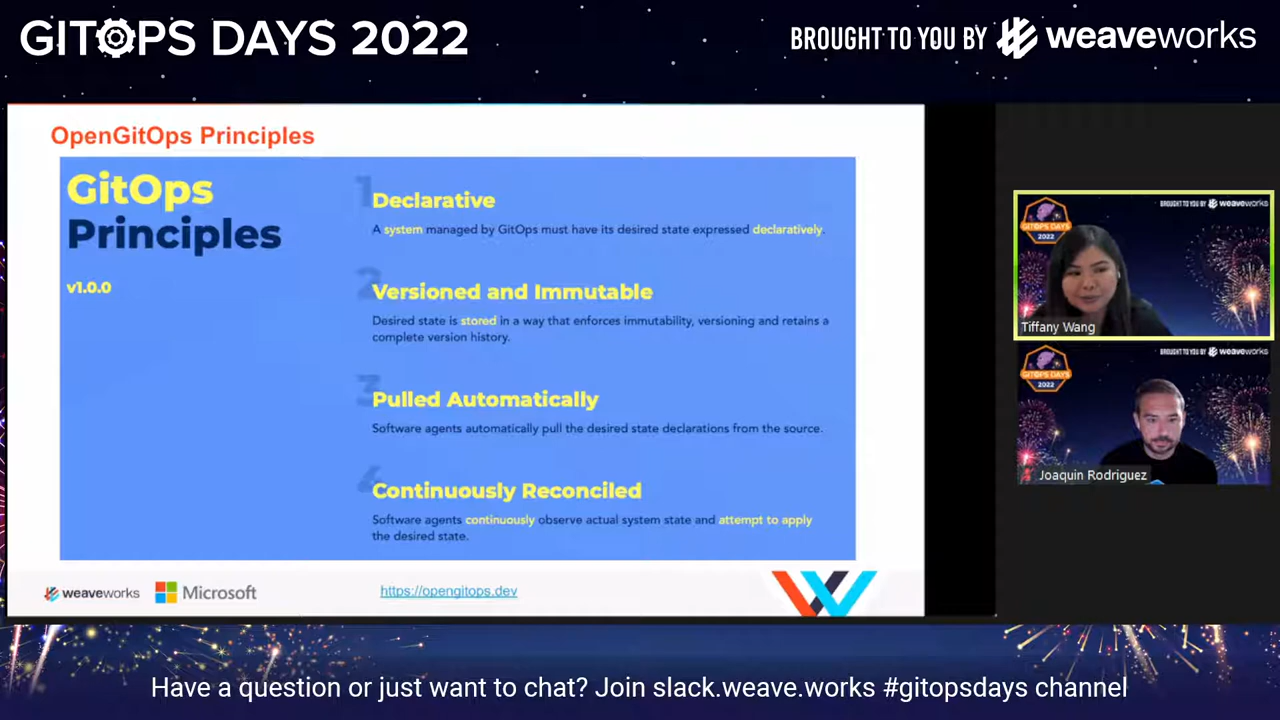 GITOPS DAYS 2022
BROUGHT TO YOU BY weaveworks
OpenGitOps Principles
GitOps
Principles
v1.0.0
1
Declarative
A system managed by GitOps must have its desired state expressed declaratively.
2
Versioned and Immutable
Desired state is stored in a way that enforces immutability, versioning and retains a
complete version history.
3
Pulled Automatically
Software agents automatically pull the desired state declarations from the source.
4
Continuously Reconciled
Software agents continuously observe actual system state and attempt to apply
the desired state.
weaveworks
Microsoft
https://opengitops.dev
BROUGHT TO YOU BY weaveworks
GITOPS DAYS
2022
Tiffany Wang
BROUGHT TO YOU BY weaveworks
GITOPS DAYS
2022
Joaquin Rodriguez
Have a question or just want to chat? Join slack.weave.works #gitopsdays channel